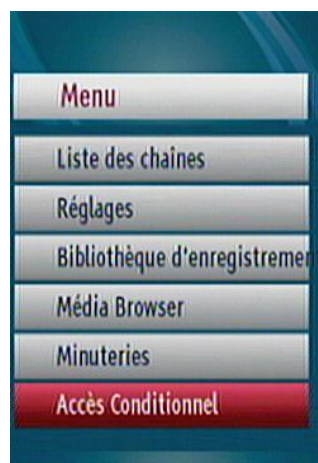 Menu
Liste des chaînes
Réglages
Bibliothèque d'enregistremen
Média Browser
Minuteries
Accès Conditionnel